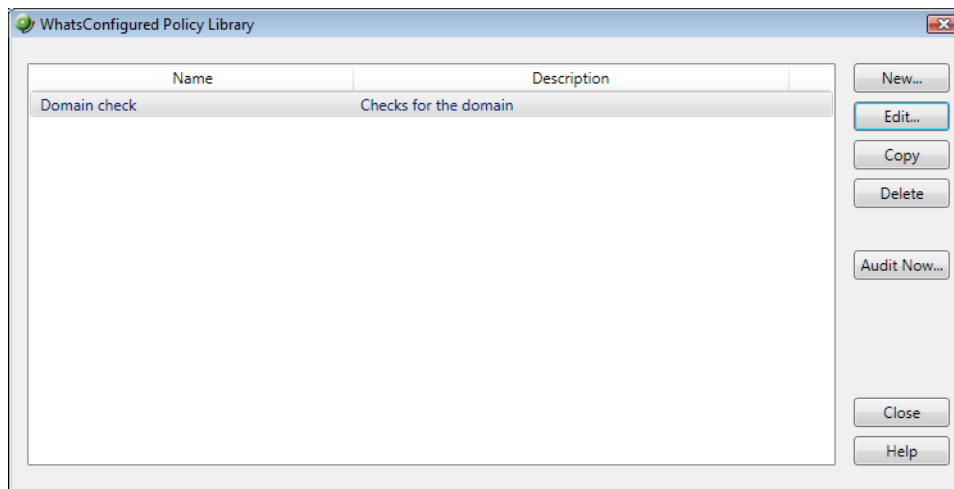 WhatsConfigured Policy Library
Name Description
Domain check Checks for the domain
New...
Edit...
Copy
Delete
Audit Now...
Close
Help